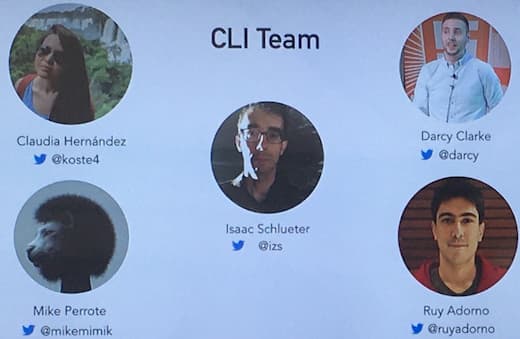 CLI Team
Claudia Hernández
@koste4
Darcy Clarke
@darcy
Isaac Schlueter
@izs
Mike Perrote
@mikemimik
Ruy Adorno
@ruyadorno